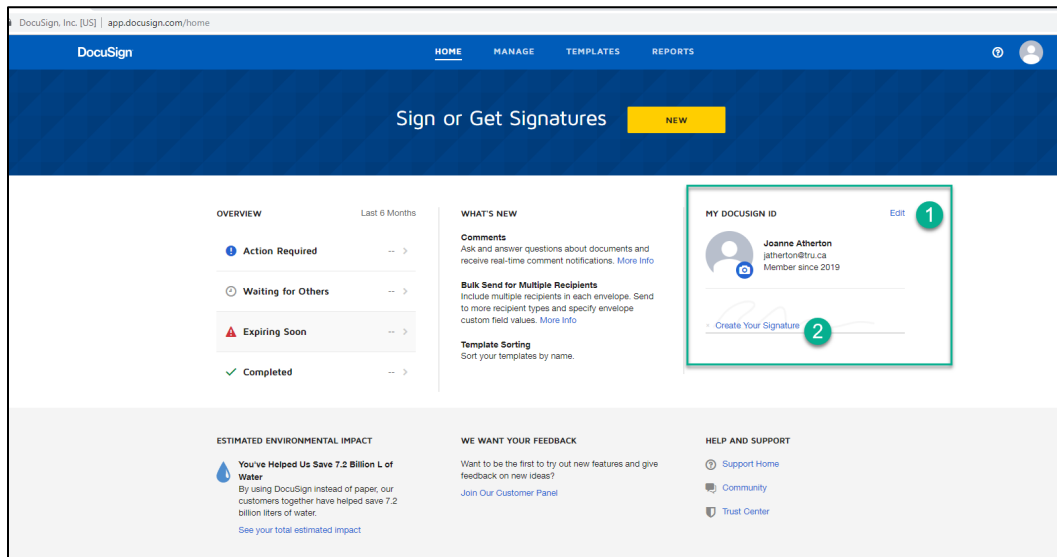 DocuSign, Inc. [US] | app.docusign.com/home
DocuSign
HOME MANAGE TEMPLATES REPORTS
Sign or Get Signatures NEW
OVERVIEW Last 6 Months
Action Required -- >
Waiting for Others -- >
Expiring Soon -- >
Completed -- >
WHAT'S NEW
Comments
Ask and answer questions about documents and
receive real-time comment notifications. More Info
Bulk Send for Multiple Recipients
Include multiple recipients in each envelope. Send
to more recipient types and specify envelope
custom field values. More Info
Template Sorting
Sort your templates by name.
MY DOCUSIGN ID Edit 1
Joanne Atherton
jatherton@tru.ca
Member since 2019
Create Your Signature 2
ESTIMATED ENVIRONMENTAL IMPACT
You've Helped Us Save 7.2 Billion L of
Water
By using DocuSign instead of paper, our
customers together have helped save 7.2
billion liters of water.
See your total estimated impact
WE WANT YOUR FEEDBACK
Want to be the first to try out new features and give
feedback on new ideas?
Join Our Customer Panel
HELP AND SUPPORT
Support Home
Community
Trust Center